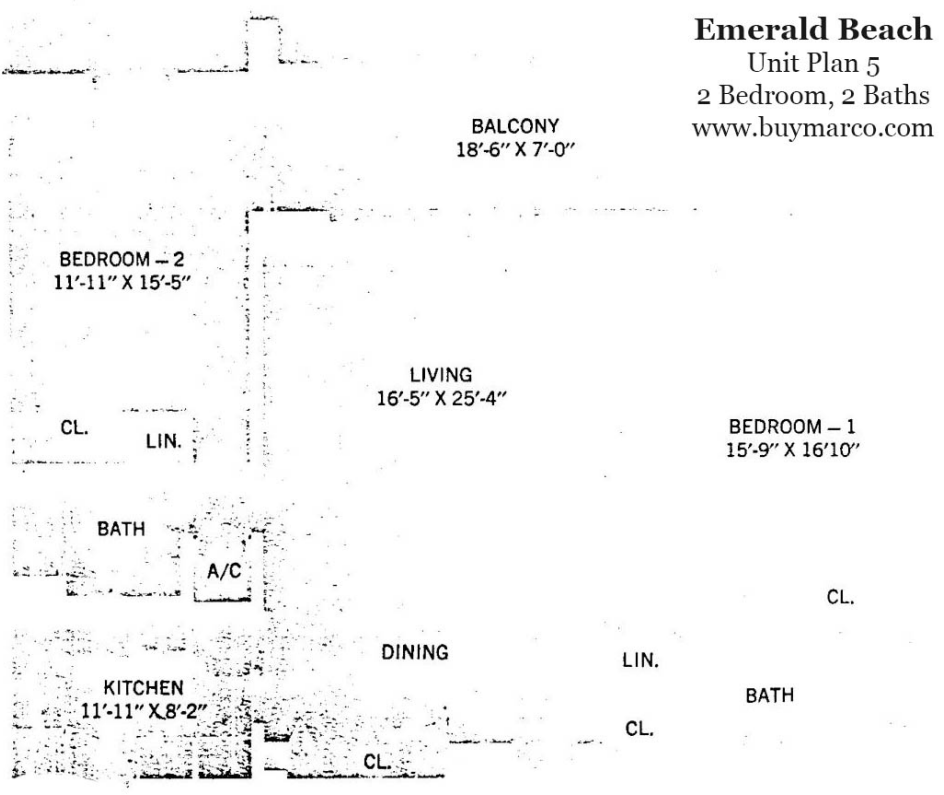 Emerald Beach
Unit Plan 5
2 Bedroom, 2 Baths
www.buymarco.com
BALCONY
18'-6" X 7'-0"
BEDROOM – 2
11'-11" X 15'-5"
LIVING
16'-5" X 25'-4"
BEDROOM – 1
15'-9" X 16'10"
CL.
LIN.
BATH
A/C
CL.
DINING
LIN.
KITCHEN
11'-11" X 8'-2"
BATH
CL.
CL.